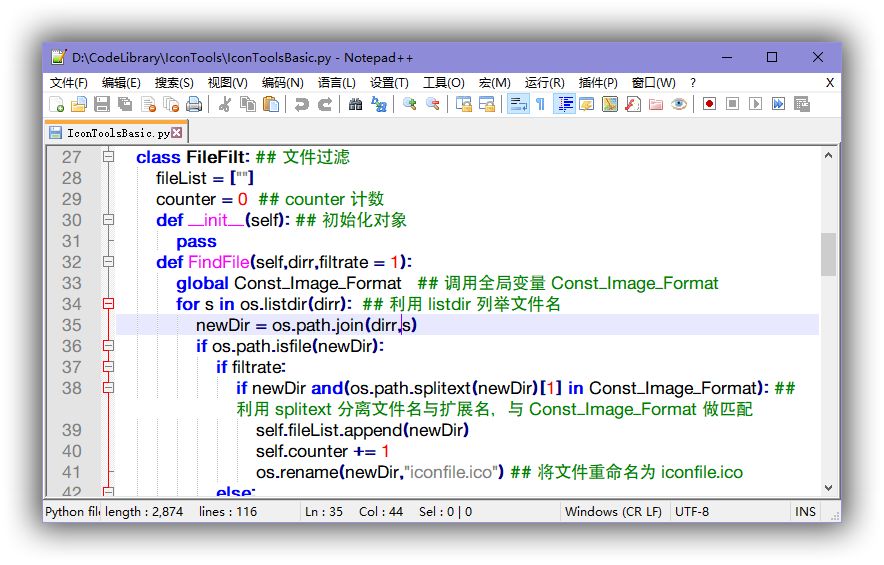 D:\CodeLibrary\IconTools\IconToolsBasic.py - Notepad++
文件(F) 编辑(E) 搜索(S) 视图(V) 编码(N) 语言(L) 设置(T) 工具(O) 宏(M) 运行(R) 插件(P) 窗口(W) ? X
IconToolsBasic.py
27 class FileFilt: ## 文件过滤
28 fileList = [""]
29 counter = 0 ## counter 计数
30 def __init__(self): ## 初始化对象
31 pass
32 def FindFile(self,dirr,filtrate = 1):
33 global Const_Image_Format ## 调用全局变量 Const_Image_Format
34 for s in os.listdir(dirr): ## 利用 listdir 列举文件名
35 newDir = os.path.join(dirr,s)
36 if os.path.isfile(newDir):
37 if filtrate:
38 if newDir and(os.path.splitext(newDir)[1] in Const_Image_Format): ##
利用 splitext 分离文件名与扩展名，与 Const_Image_Format 做匹配
39 self.fileList.append(newDir)
40 self.counter += 1
41 os.rename(newDir,"iconfile.ico") ## 将文件重命名为 iconfile.ico
42 else:
Python file length : 2,874 lines : 116 Ln : 35 Col : 44 Sel : 0 | 0 Windows (CR LF) UTF-8 INS